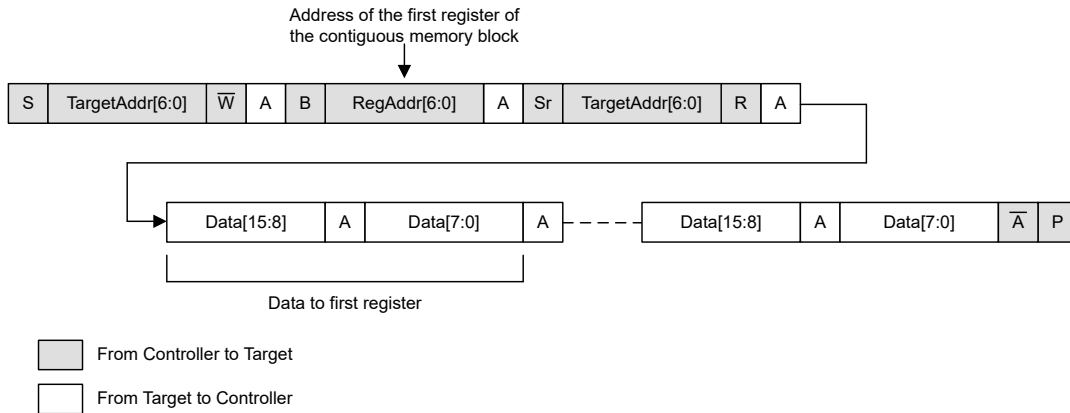 Address of the first register of
the contiguous memory block
S TargetAddr[6:0] W̅ A B RegAddr[6:0] A Sr TargetAddr[6:0] R A
Data[15:8] A Data[7:0] A Data[15:8] A Data[7:0] A̅ P
Data to first register
From Controller to Target
From Target to Controller